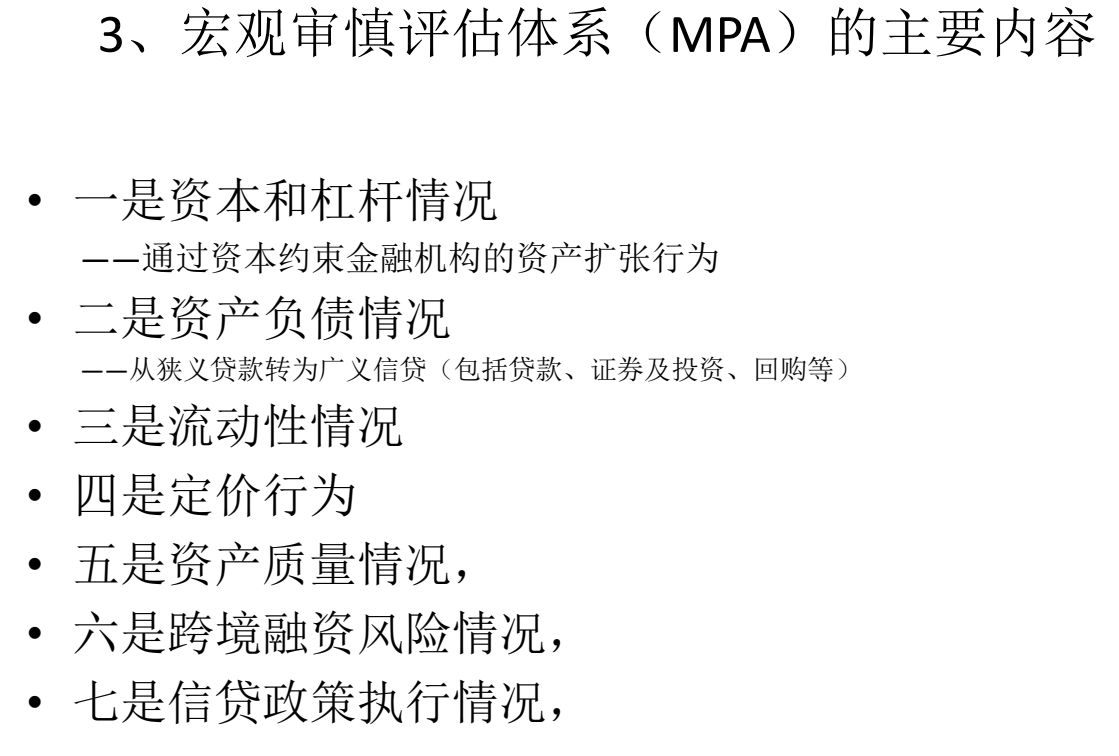 3、宏观审慎评估体系（MPA）的主要内容
• 一是资本和杠杆情况
——通过资本约束金融机构的资产扩张行为
• 二是资产负债情况
——从狭义贷款转为广义信贷（包括贷款、证券及投资、回购等）
• 三是流动性情况
• 四是定价行为
• 五是资产质量情况，
• 六是跨境融资风险情况，
• 七是信贷政策执行情况，